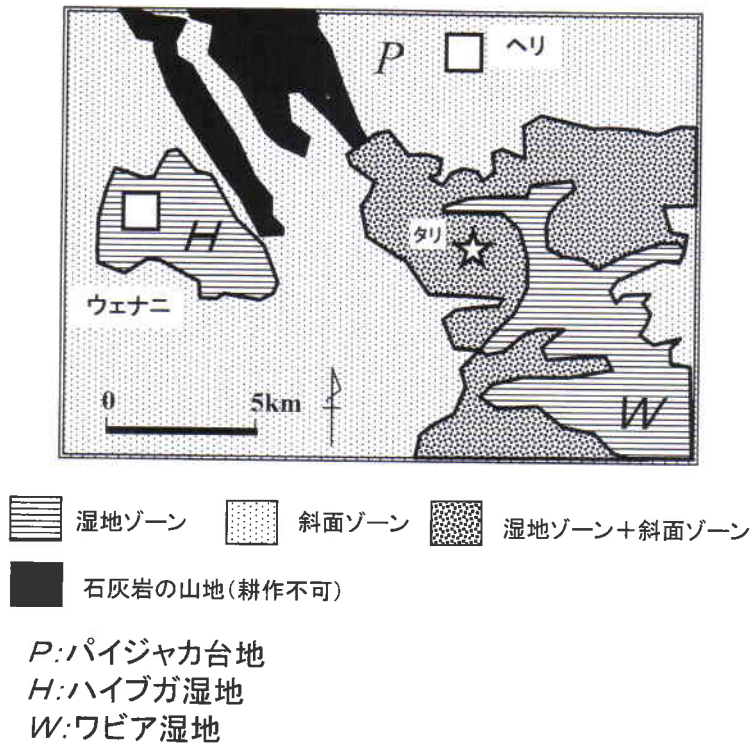 P
ヘリ
タリ
H
ウェナニ
0 5km
W
湿地ゾーン 斜面ゾーン 湿地ゾーン＋斜面ゾーン
石灰岩の山地(耕作不可)
P:パイジャカ台地
H:ハイブガ湿地
W:ワビア湿地